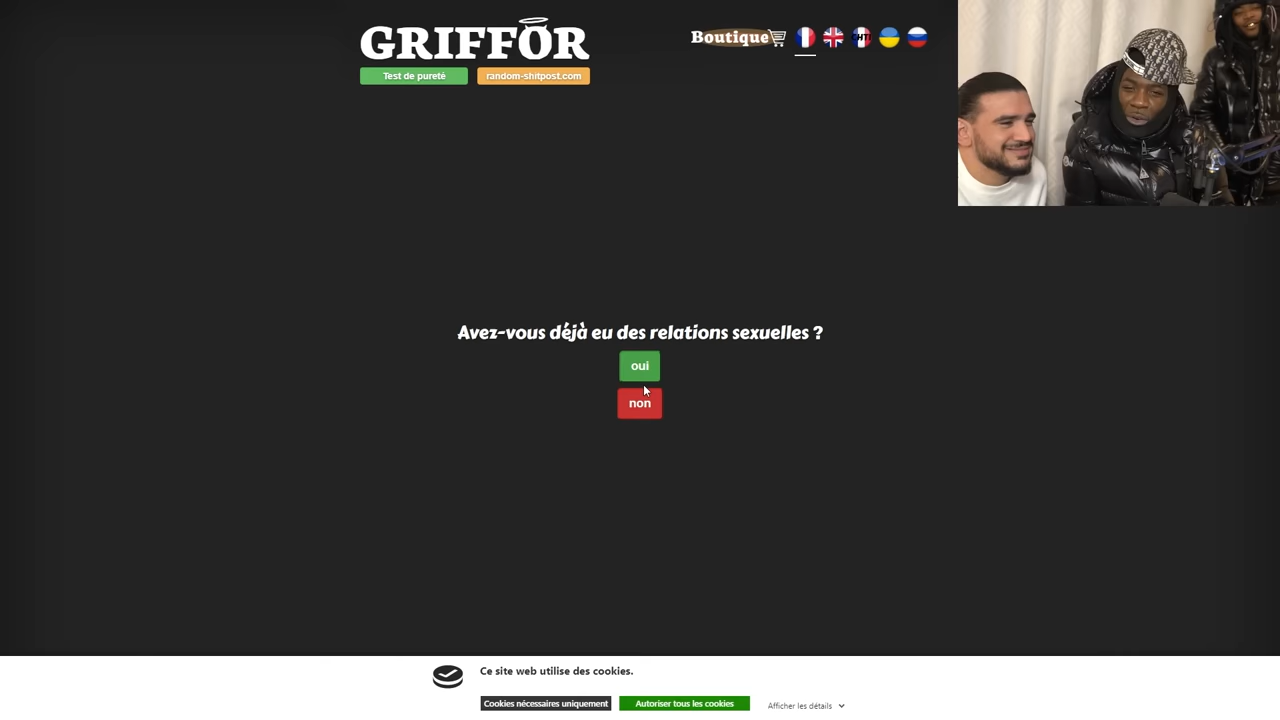 GRIFFOR
Boutique
CHTI
Test de pureté
random-shitpost.com
Avez-vous déjà eu des relations sexuelles ?
oui
non
Ce site web utilise des cookies.
Cookies nécessaires uniquement
Autoriser tous les cookies
Afficher les détails